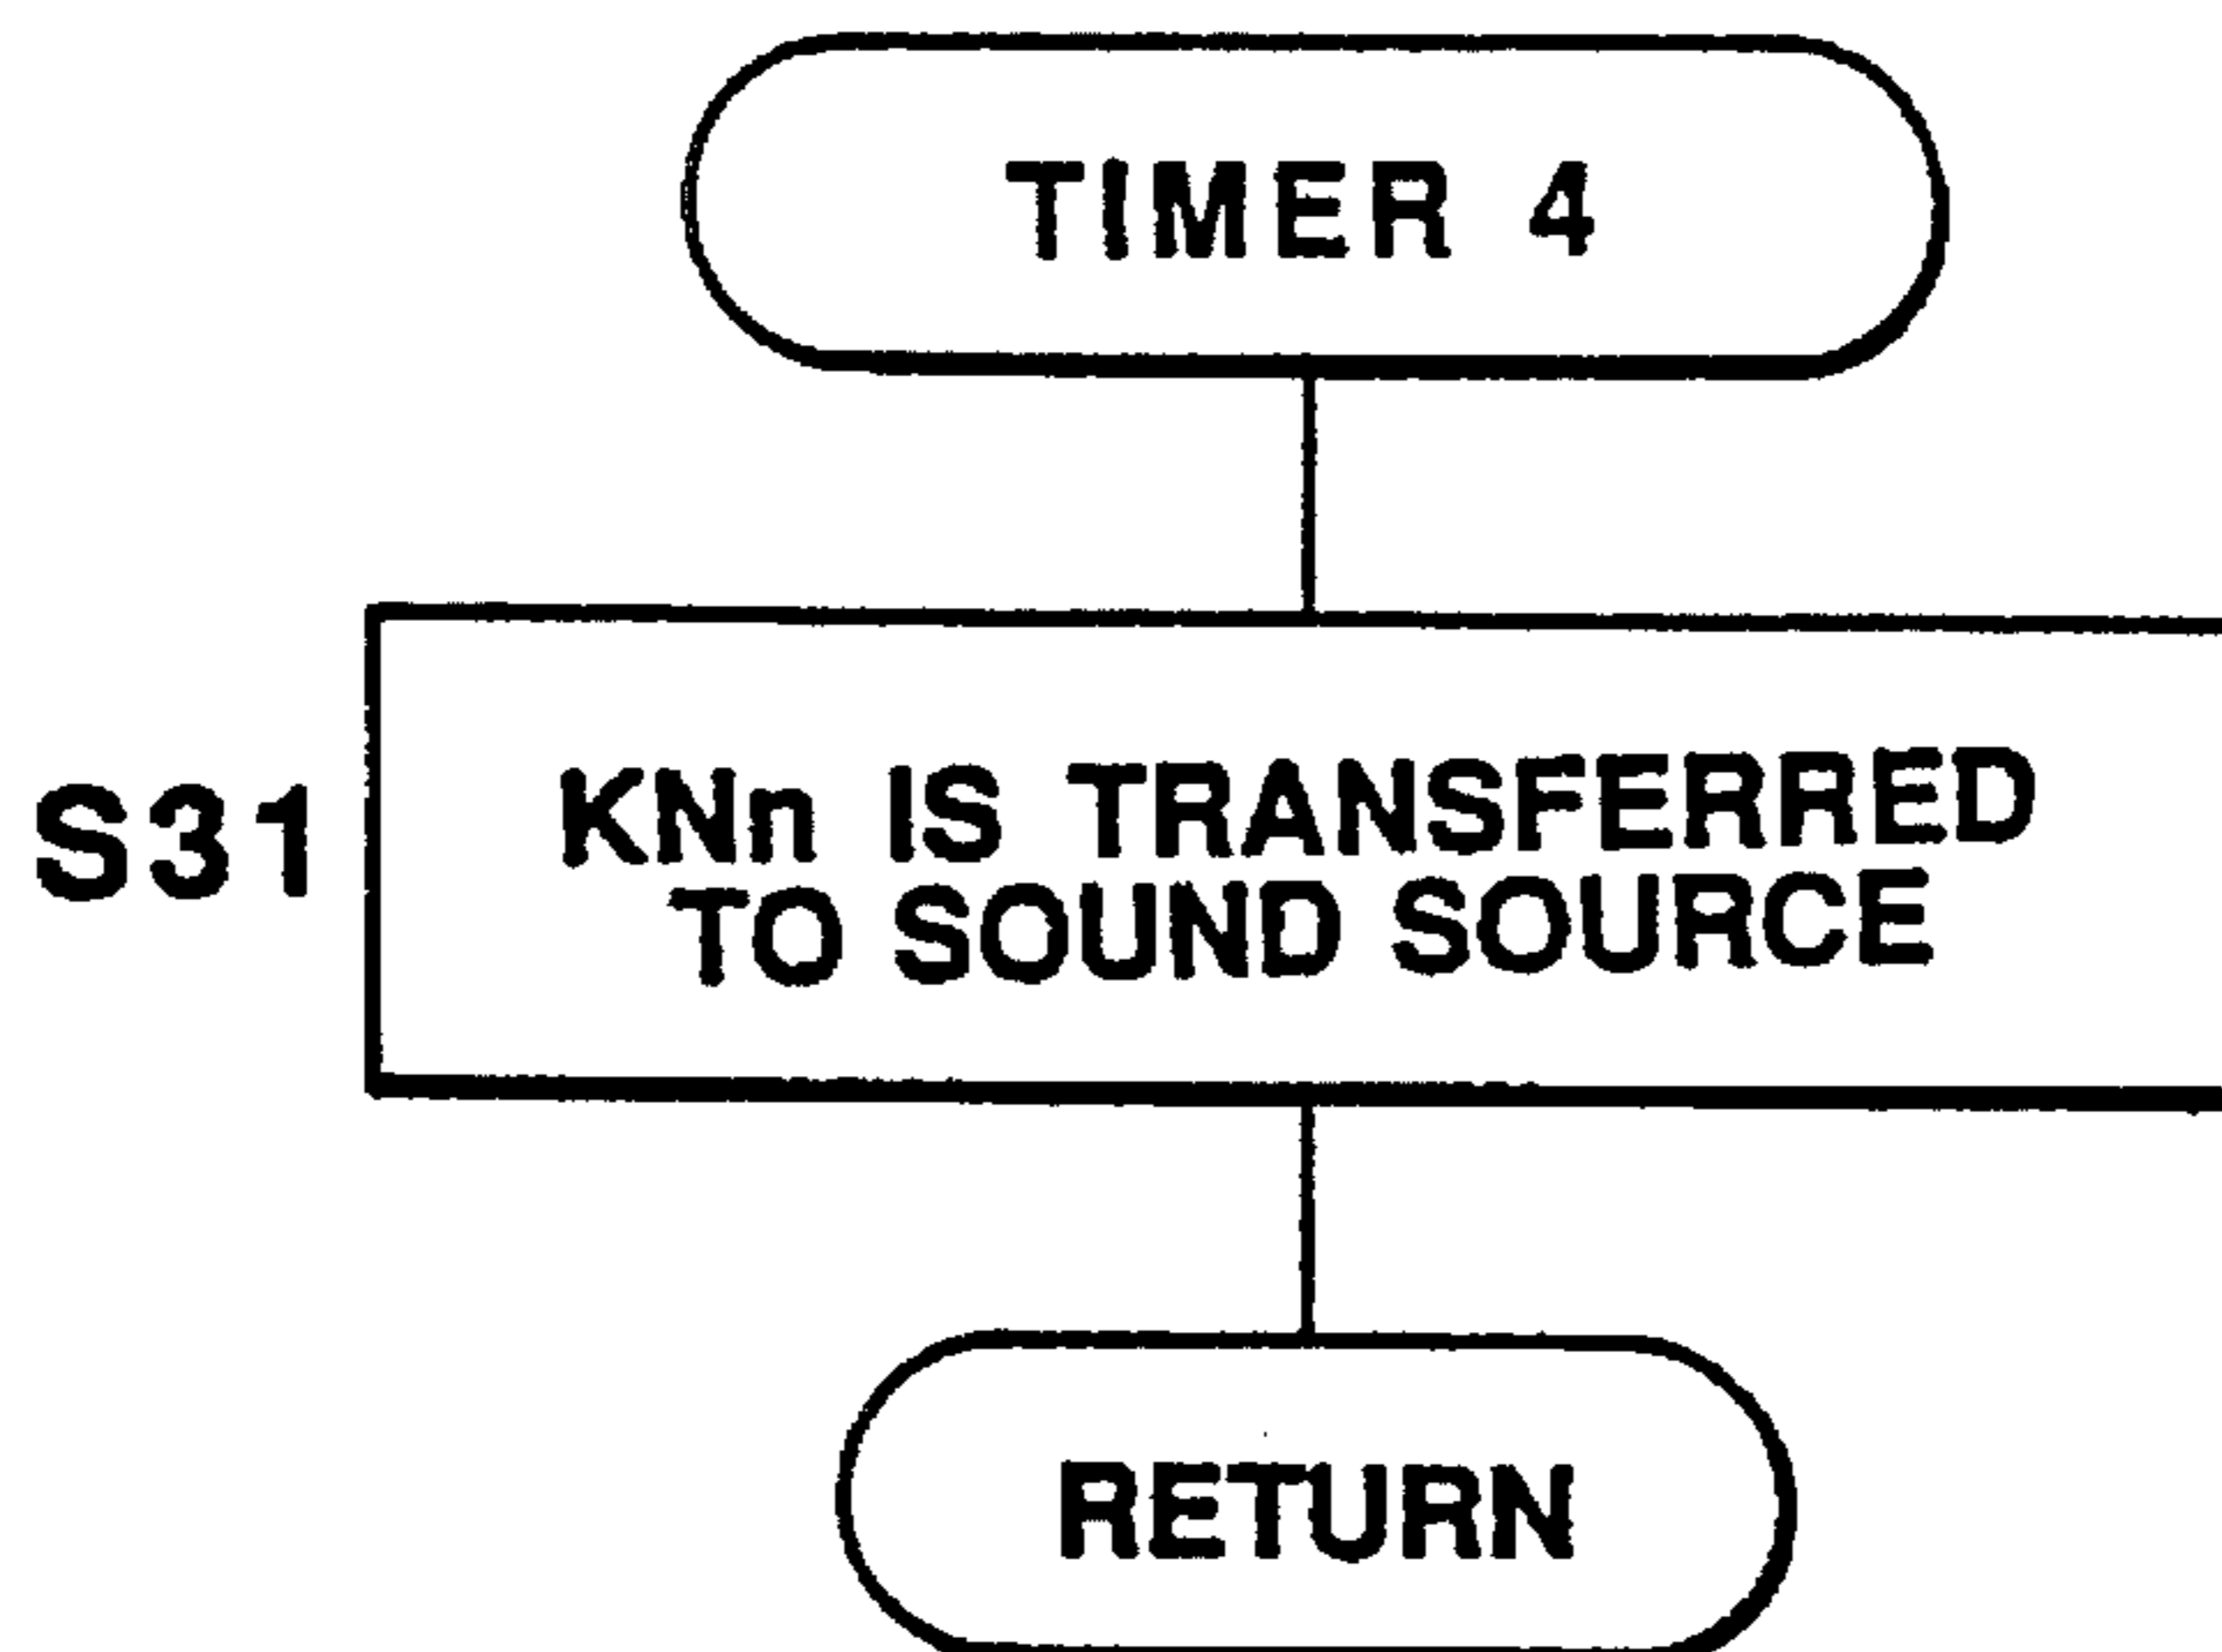 TIMER 4
S31
KNn IS TRANSFERRED
TO SOUND SOURCE
RETURN